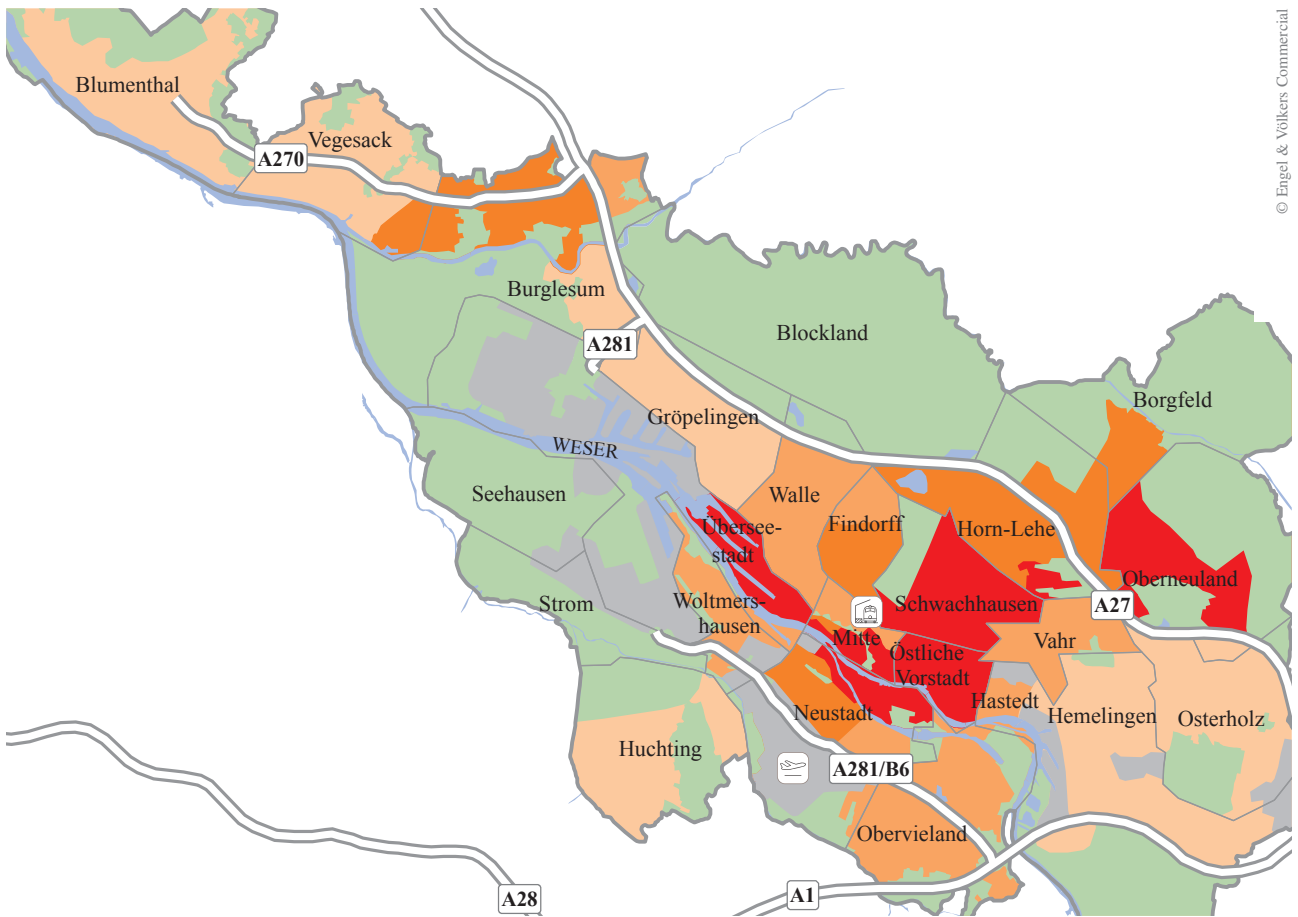 © Engel & Völkers Commercial
Blumenthal
Vegesack
A270
Burglesum
A281
Blockland
Borgfeld
Gröpelingen
WESER
Seehausen
Walle
Übersee-
stadt
Findorff
Horn-Lehe
Oberneuland
Strom
Woltmers-
hausen
Schwachhausen
A27
Mitte
Vahr
Östliche
Vorstadt
Neustadt
Hastedt
Hemelingen
Osterholz
Huchting
A281/B6
Obervieland
A28
A1